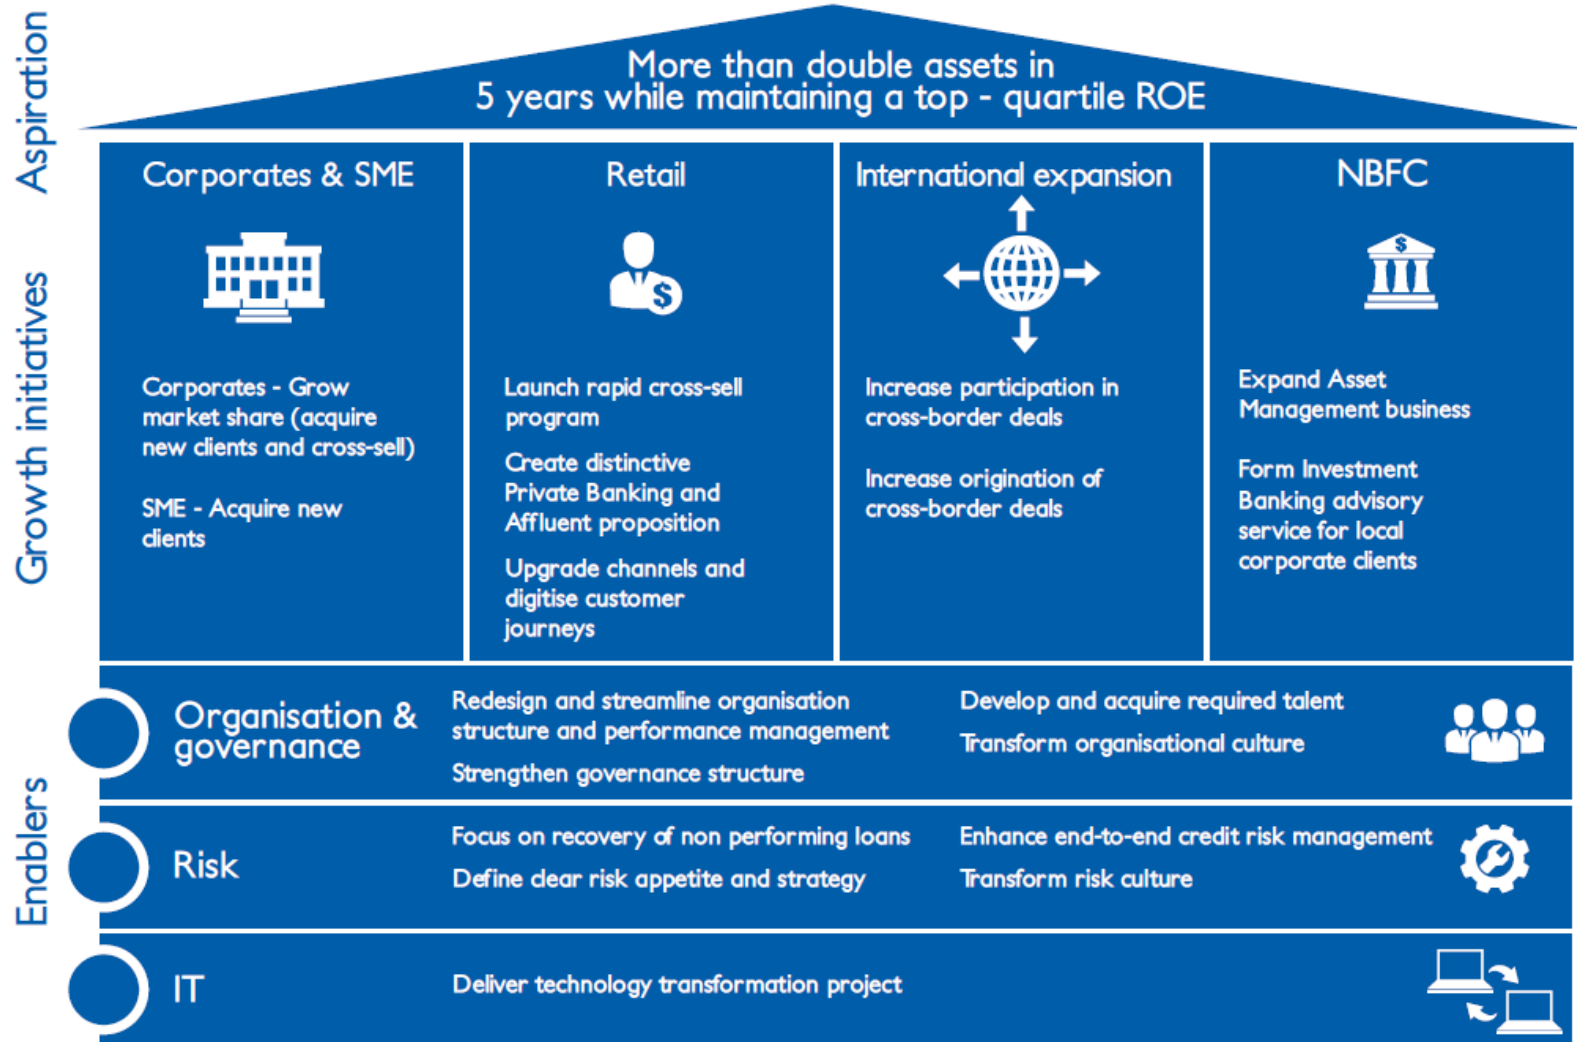 Aspiration
More than double assets in
5 years while maintaining a top - quartile ROE
Growth initiatives
Corporates & SME
Corporates - Grow
market share (acquire
new clients and cross-sell)
SME - Acquire new
clients
Retail
$
Launch rapid cross-sell
program
Create distinctive
Private Banking and
Affluent proposition
Upgrade channels and
digitise customer
journeys
International expansion
Increase participation in
cross-border deals
Increase origination of
cross-border deals
NBFC
$
Expand Asset
Management business
Form Investment
Banking advisory
service for local
corporate clients
Enablers
Organisation &
governance
Redesign and streamline organisation
structure and performance management
Strengthen governance structure
Develop and acquire required talent
Transform organisational culture
Risk
Focus on recovery of non performing loans
Define clear risk appetite and strategy
Enhance end-to-end credit risk management
Transform risk culture
IT
Deliver technology transformation project